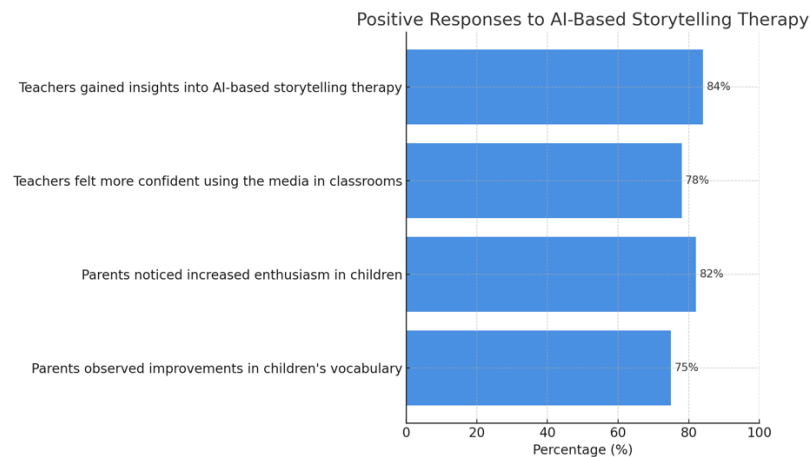 Positive Responses to AI-Based Storytelling Therapy
Teachers gained insights into AI-based storytelling therapy
84%
Teachers felt more confident using the media in classrooms
78%
Parents noticed increased enthusiasm in children
82%
Parents observed improvements in children's vocabulary
75%
0 20 40 60 80 100
Percentage (%)